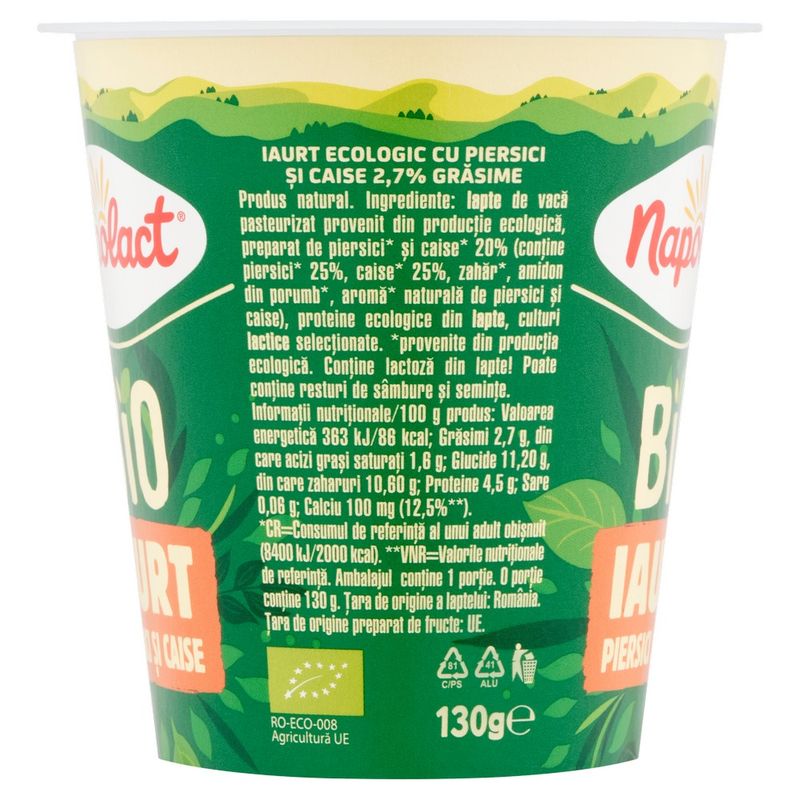 IAURT ECOLOGIC CU PIERSICI
ȘI CAISE 2,7% GRĂSIME
Produs natural. Ingrediente: lapte de vacă
pasteurizat provenit din producție ecologică,
preparat de piersici* și caise* 20% (conține
piersici* 25%, caise* 25%, zahăr*, amidon
din porumb*, aromă* naturală de piersici și
caise), proteine ecologice din lapte, culturi
lactice selecționate. *provenite din producția
ecologică. Conține lactoză din lapte! Poate
conține resturi de sâmbure și semințe.
Informații nutriționale/100 g produs: Valoarea
energetică 363 kJ/86 kcal; Grăsimi 2,7 g, din
care acizi grași saturați 1,6 g; Glucide 11,20 g,
din care zaharuri 10,60 g; Proteine 4,5 g; Sare
0,06 g; Calciu 100 mg (12,5%**).
*CR=Consumul de referință al unui adult obișnuit
(8400 kJ/2000 kcal). **VNR=Valorile nutriționale
de referință. Ambalajul conține 1 porție. O porție
conține 130 g. Țara de origine a laptelui: România.
Țara de origine preparat de fructe: UE.
olact®
Napo
iO
Bi
URT
IAU
ȘI CAISE
PIERSICI
81
C/PS
41
ALU
RO-ECO-008
Agricultură UE
130g e